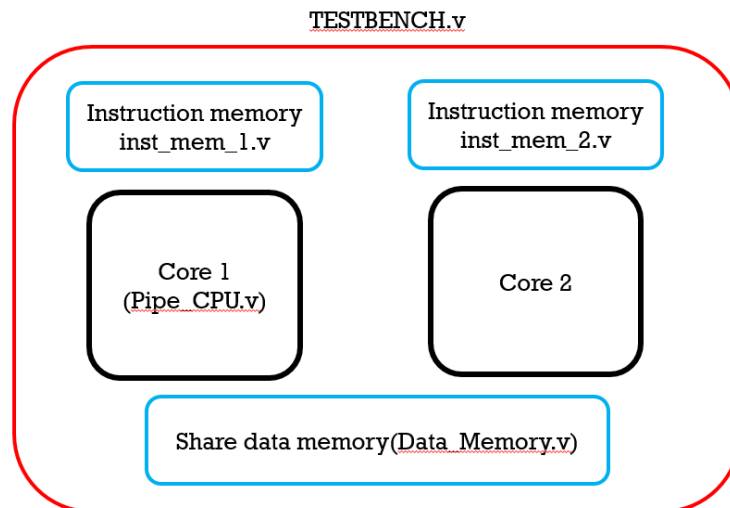 TESTBENCH.v
Instruction memory
inst_mem_1.v
Instruction memory
inst_mem_2.v
Core 1
(Pipe_CPU.v)
Core 2
Share data memory(Data_Memory.v)